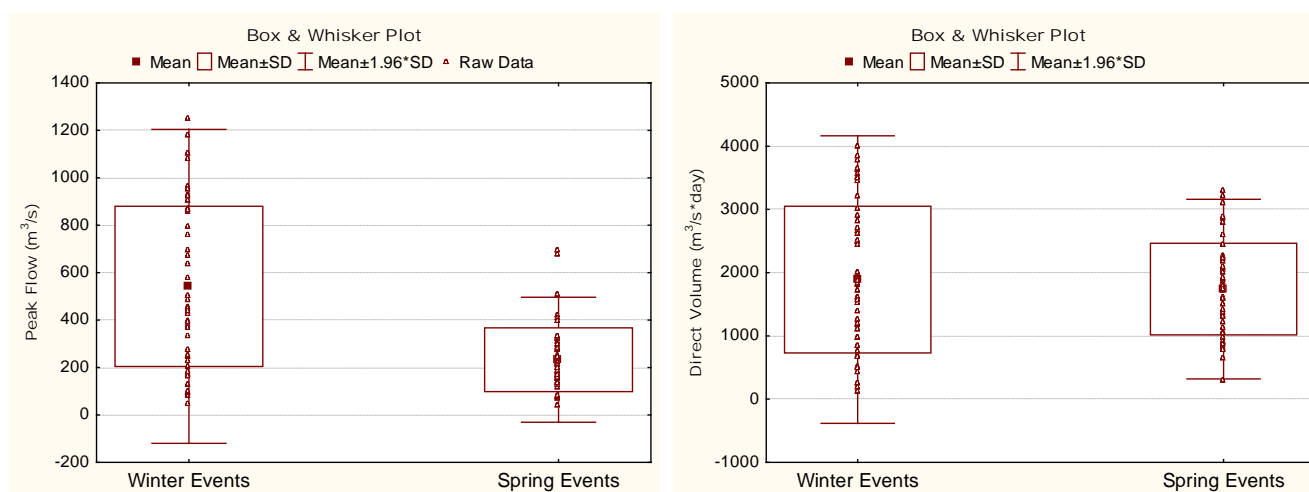 Box & Whisker Plot
Mean Mean±SD Mean±1.96*SD Raw Data
Peak Flow (m³/s)
1400
1200
1000
800
600
400
200
0
-200
Winter Events Spring Events
Box & Whisker Plot
Mean Mean±SD Mean±1.96*SD
Direct Volume (m³/s*day)
5000
4000
3000
2000
1000
0
-1000
Winter Events Spring Events